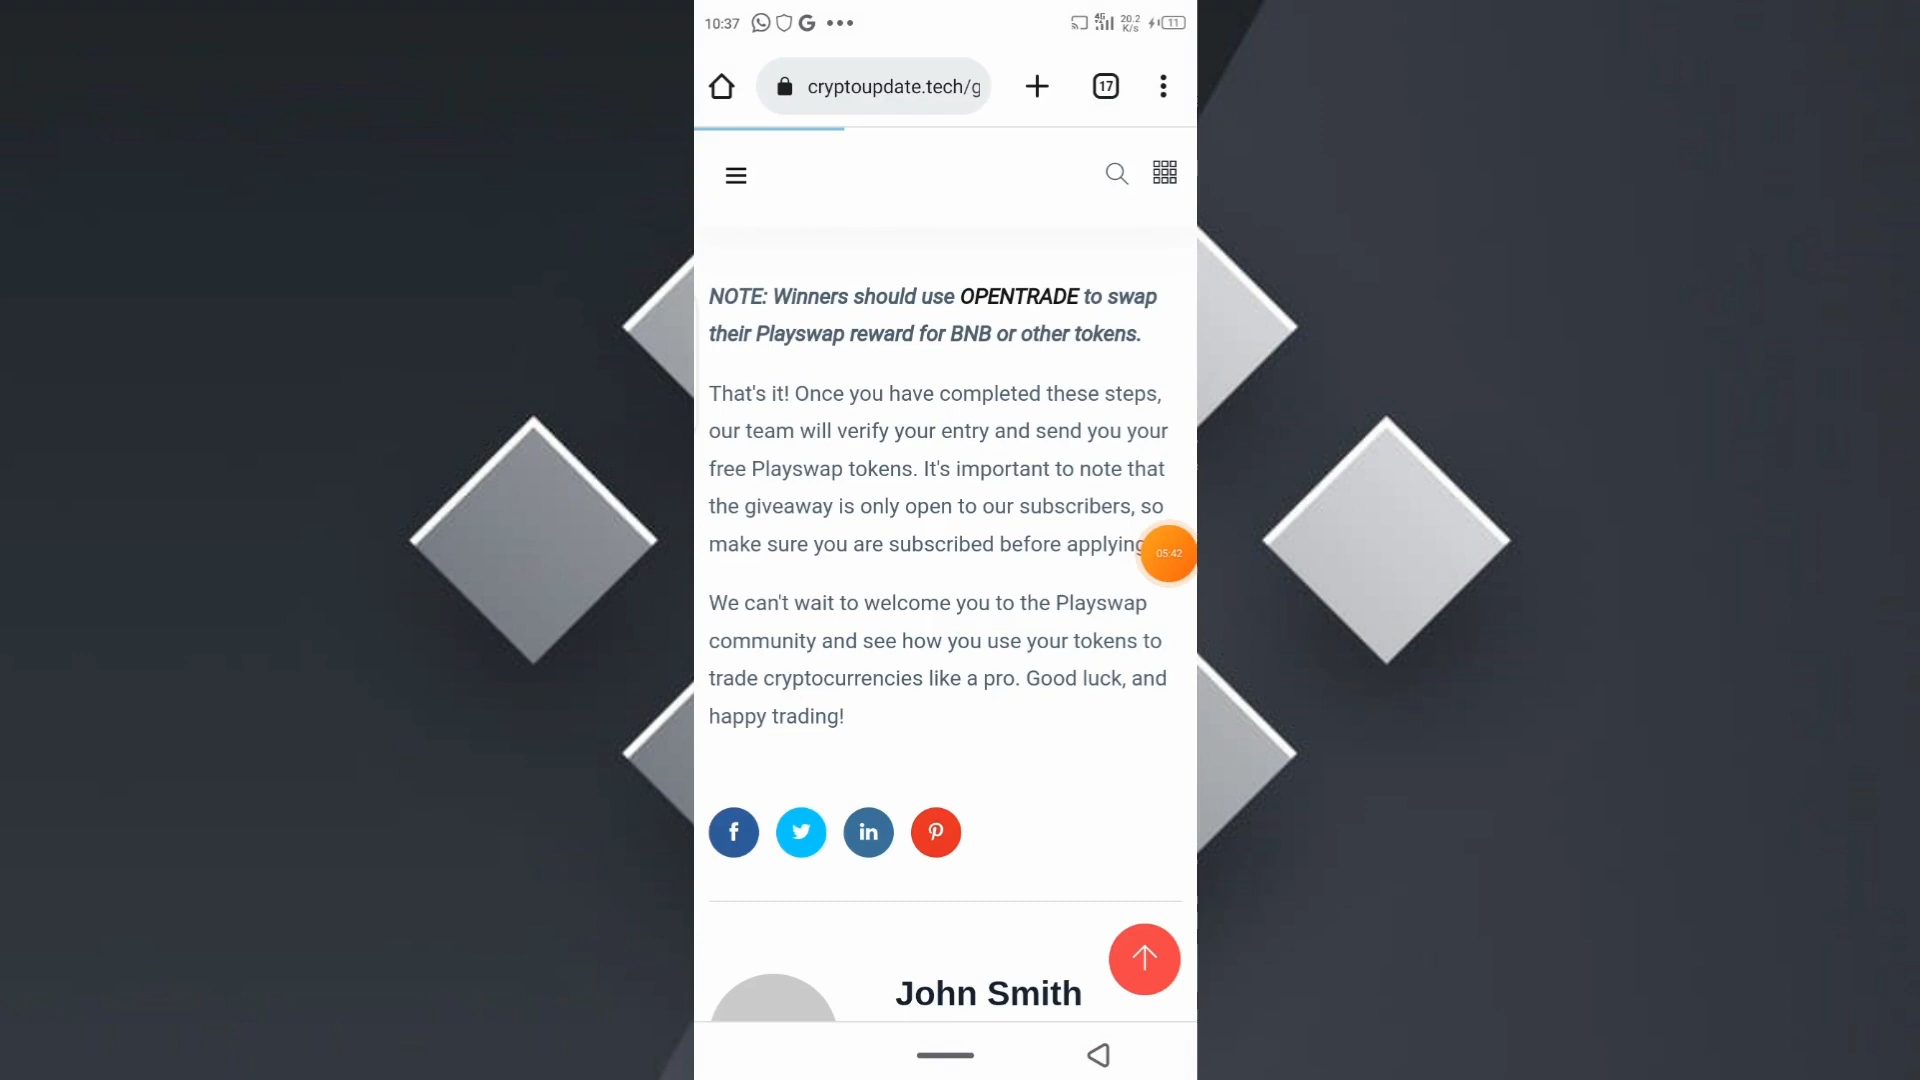 10:37
4G
20.2
K/s
11
cryptoupdate.tech/g
17
NOTE: Winners should use OPENTRADE to swap
their Playswap reward for BNB or other tokens.
That's it! Once you have completed these steps,
our team will verify your entry and send you your
free Playswap tokens. It's important to note that
the giveaway is only open to our subscribers, so
make sure you are subscribed before applying
05:42
We can't wait to welcome you to the Playswap
community and see how you use your tokens to
trade cryptocurrencies like a pro. Good luck, and
happy trading!
John Smith